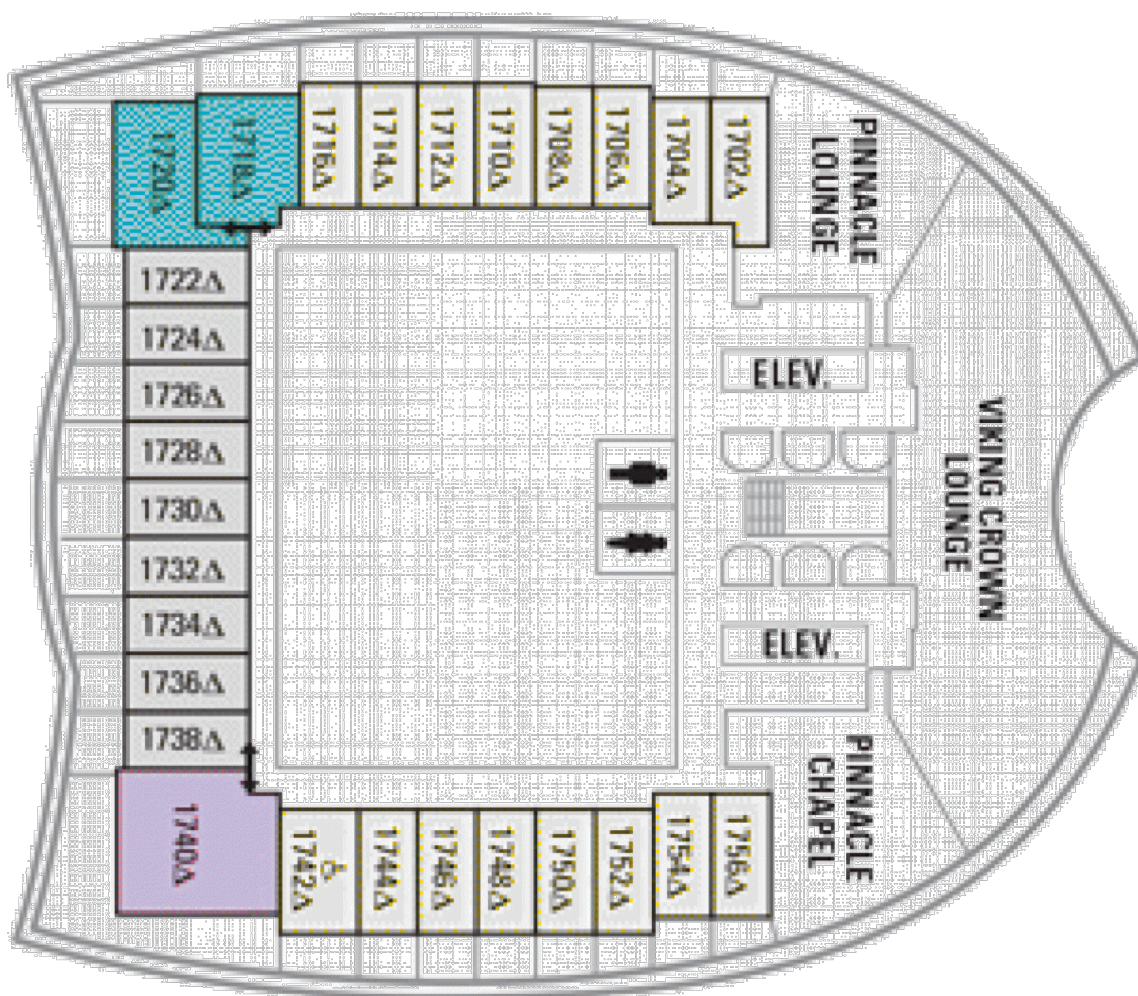 1720Δ
1718Δ
1716Δ
1714Δ
1712Δ
1710Δ
1708Δ
1706Δ
1704Δ
1702Δ
PINNACLE
LOUNGE
1722Δ
1724Δ
1726Δ
1728Δ
1730Δ
1732Δ
1734Δ
1736Δ
1738Δ
ELEV.
VIKING CROWN
LOUNGE
ELEV.
PINNACLE
CHAPEL
1740Δ
1742Δ
1744Δ
1746Δ
1748Δ
1750Δ
1752Δ
1754Δ
1756Δ